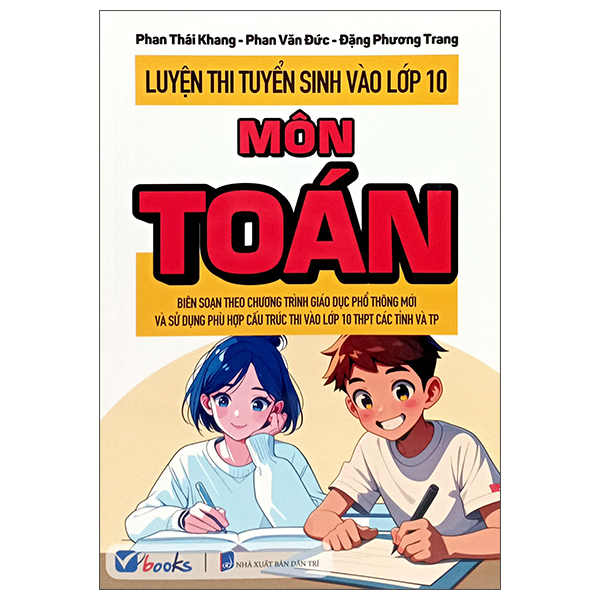 Phan Thái Khang - Phan Văn Đức - Đặng Phương Trang
LUYỆN THI TUYỂN SINH VÀO LỚP 10
MÔN
TOÁN
BIÊN SOẠN THEO CHƯƠNG TRÌNH GIÁO DỤC PHỔ THÔNG MỚI
VÀ SỬ DỤNG PHÙ HỢP CẤU TRÚC THI VÀO LỚP 10 THPT CÁC TỈNH VÀ TP
books
NHÀ XUẤT BẢN DÂN TRÍ